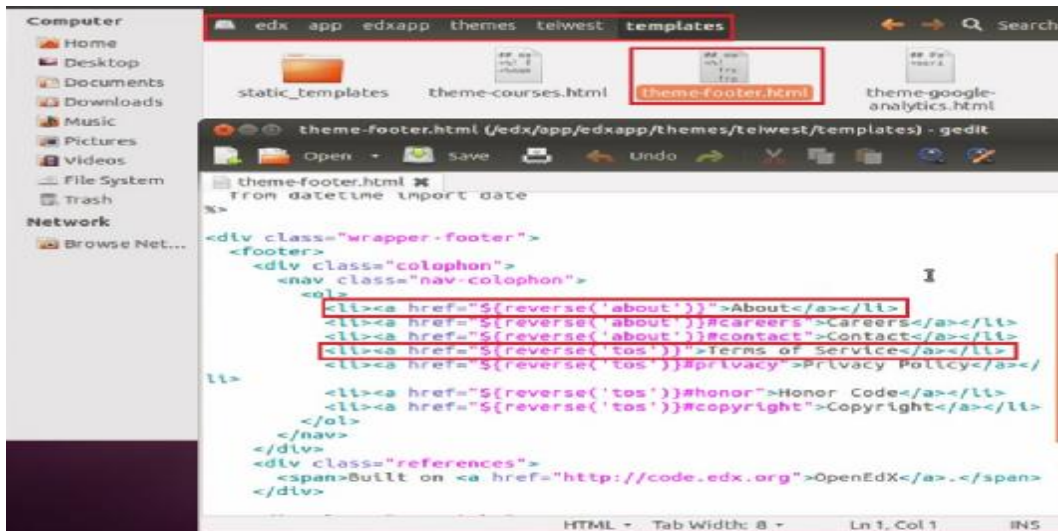 Computer
Home
Desktop
Documents
Downloads
Music
Pictures
Videos
File System
Trash
Network
Browse Net...
edx app edxapp themes telwest templates
Search
static_templates
theme-courses.html
theme-footer.html
theme-google-
analytics.html
theme-footer.html (/edx/app/edxapp/themes/telwest/templates) - gedit
Open Save Undo
theme-footer.html
from datetime import date
%>
<div class="wrapper-footer">
<footer>
<div class="colophon">
<nav class="nav-colophon">
<ol>
<li><a href="${reverse('about')}">About</a></li>
<li><a href="${reverse('about')}#careers">Careers</a></li>
<li><a href="${reverse('about')}#contact">Contact</a></li>
<li><a href="${reverse('tos')}">Terms of Service</a></li>
<li><a href="${reverse('tos')}#privacy">Privacy Policy</a></
li>
<li><a href="${reverse('tos')}#honor">Honor Code</a></li>
<li><a href="${reverse('tos')}#copyright">Copyright</a></li>
</ol>
</nav>
</div>
<div class="references">
<span>Built on <a href="http://code.edx.org">OpenEdX</a>.</span>
</div>
HTML Tab Width: 8 Ln 1, Col 1 INS